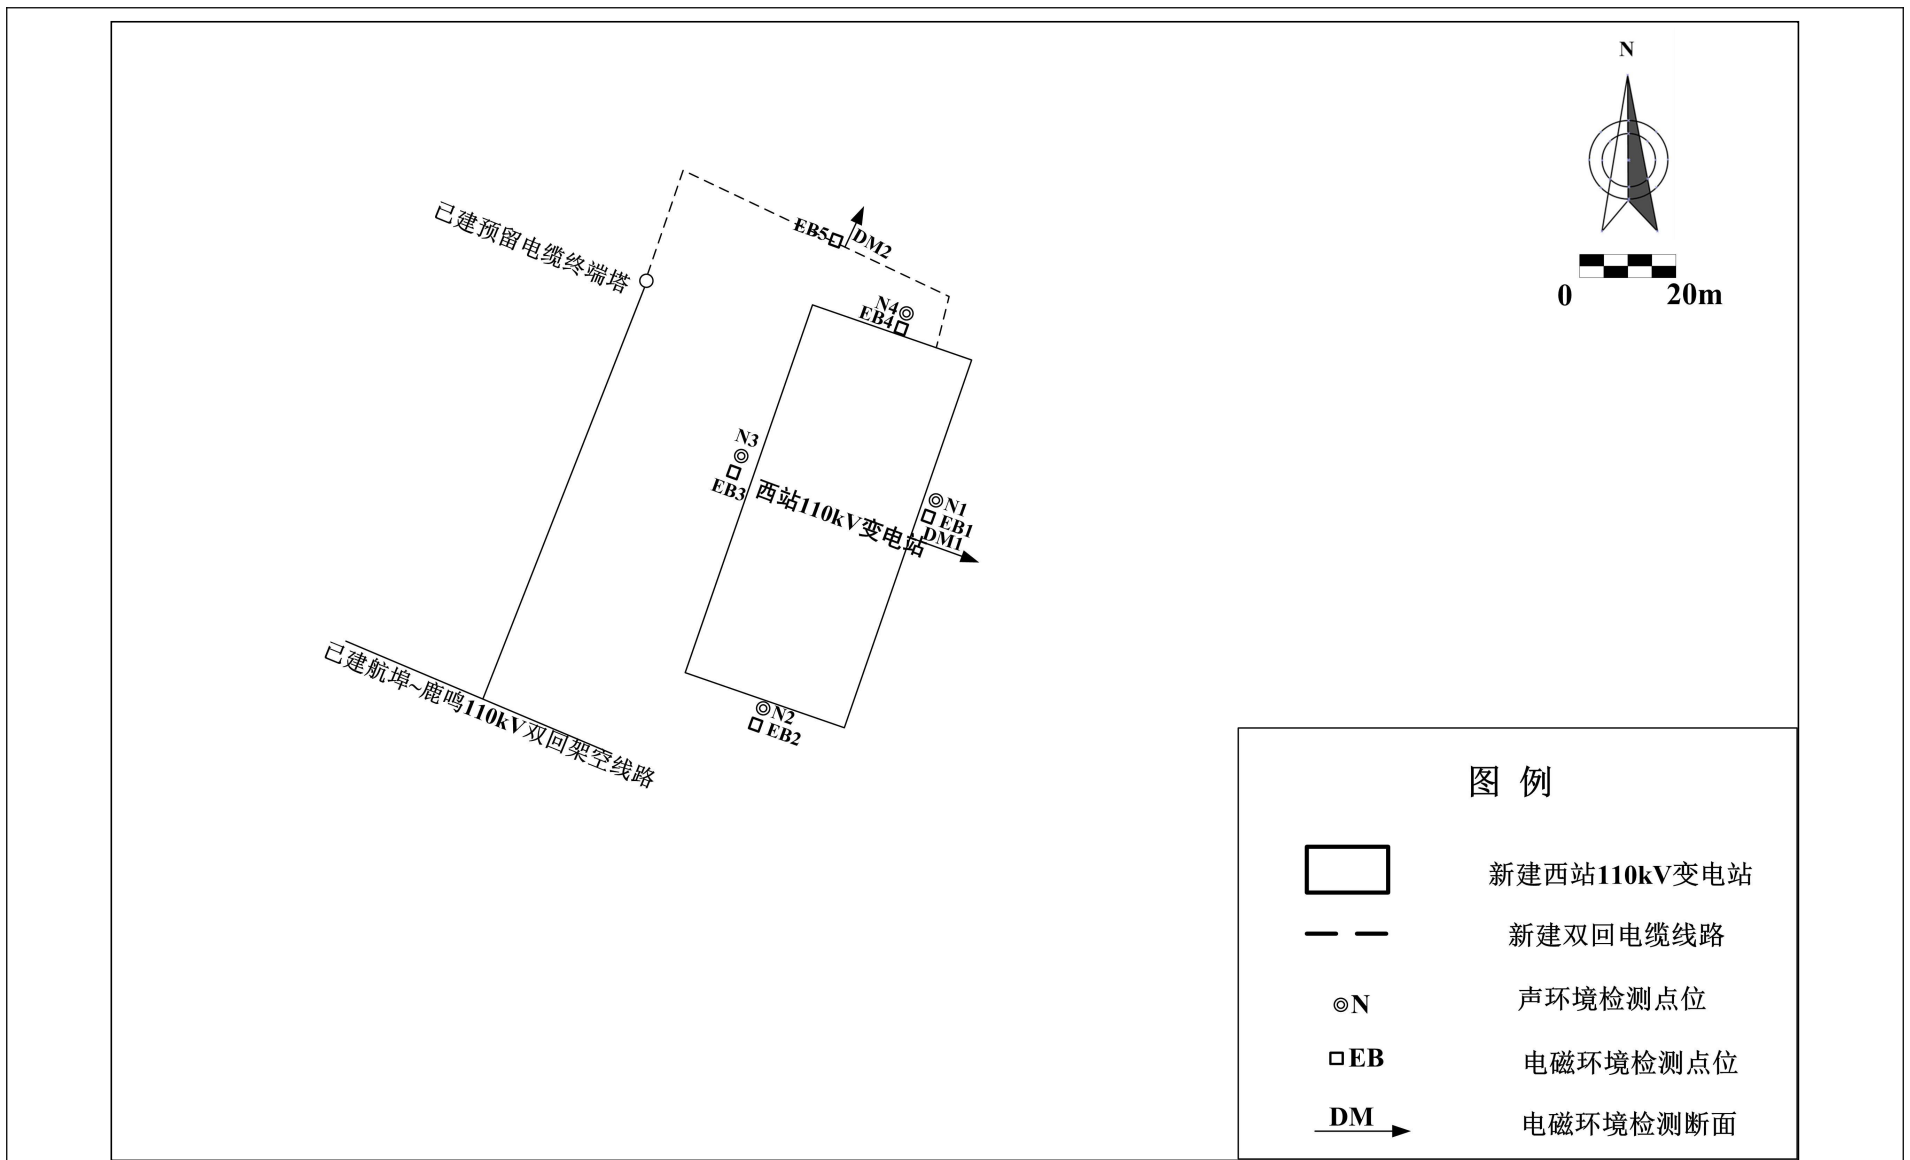 N
0
20m
已建预留电缆终端塔
EB5
DM2
N4
EB4
N3
EB3
西站110kV变电站
N1
EB1
DM1
已建航埠~鹿鸣110kV双回架空线路
N2
EB2
图 例
新建西站110kV变电站
新建双回电缆线路
N
声环境检测点位
EB
电磁环境检测点位
DM
电磁环境检测断面